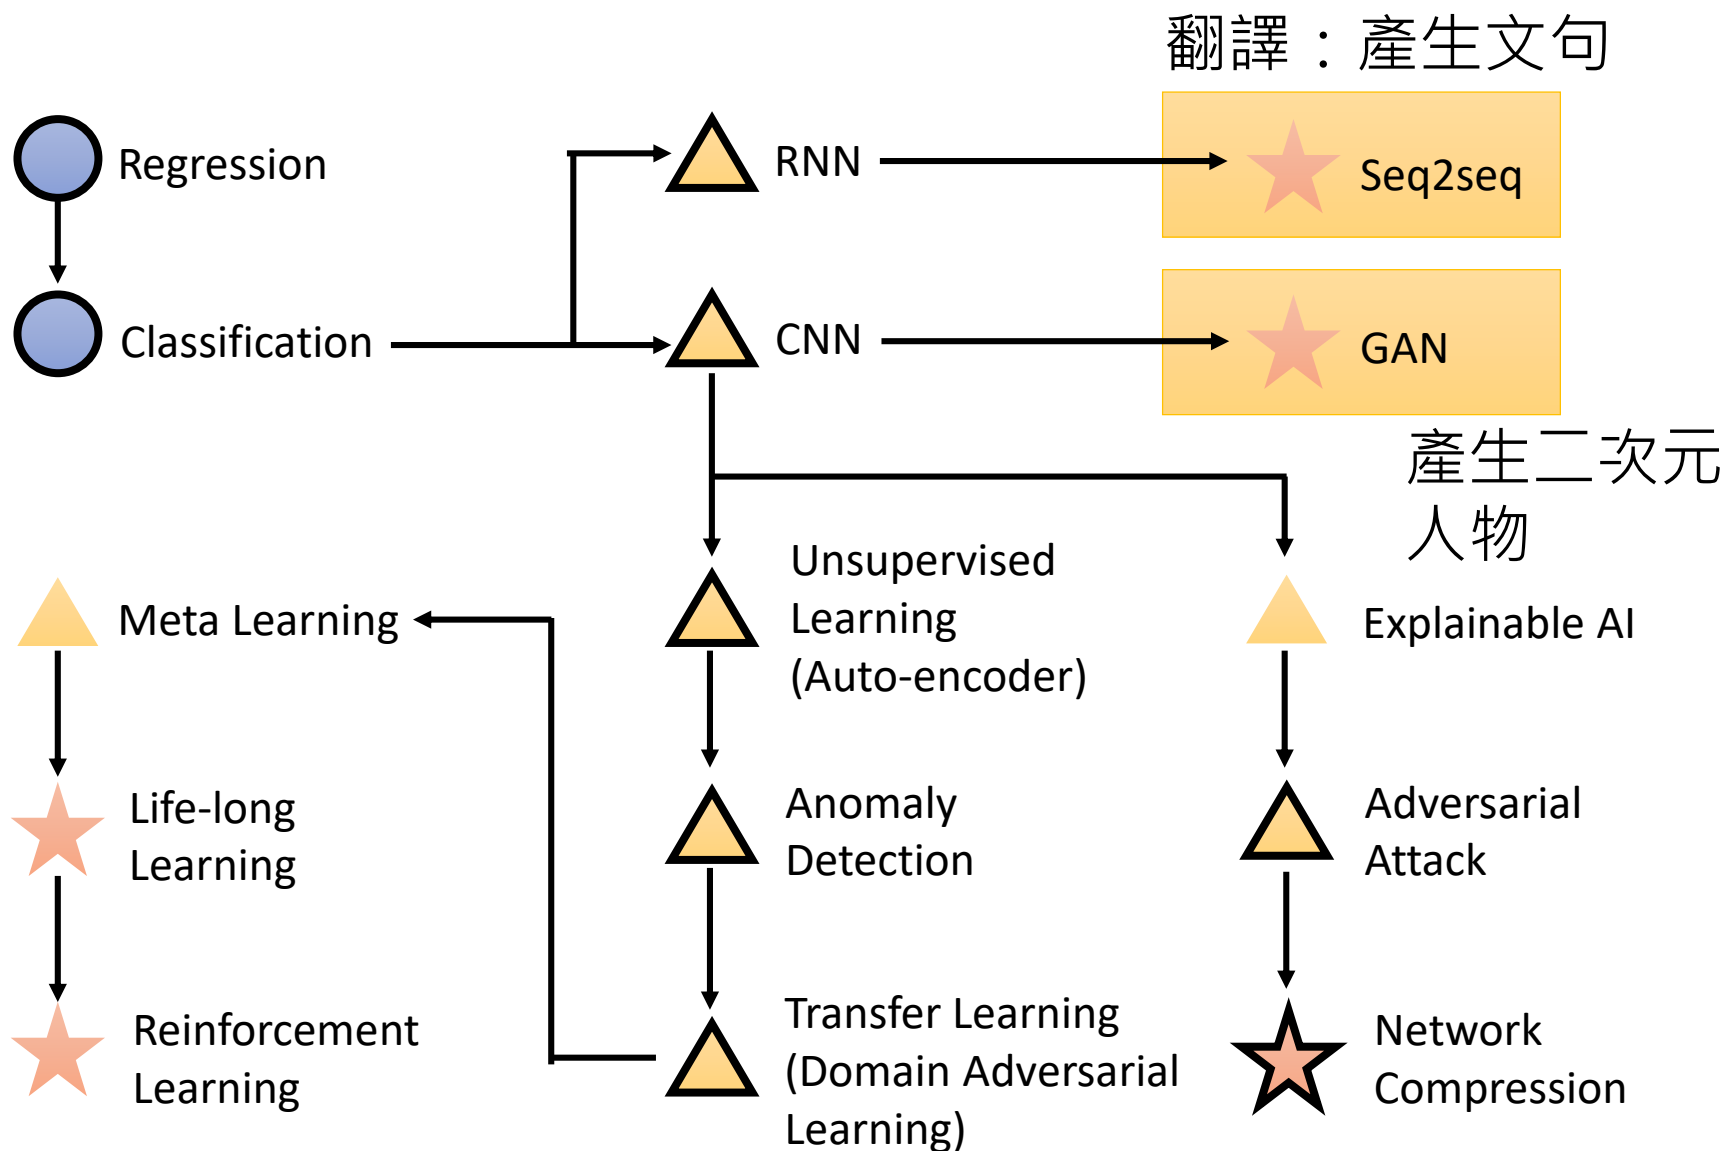 翻譯：產生文句
Regression
RNN
Seq2seq
Classification
CNN
GAN
產生二次元
人物
Meta Learning
Unsupervised
Learning
(Auto-encoder)
Explainable AI
Life-long
Learning
Anomaly
Detection
Adversarial
Attack
Reinforcement
Learning
Transfer Learning
(Domain Adversarial
Learning)
Network
Compression